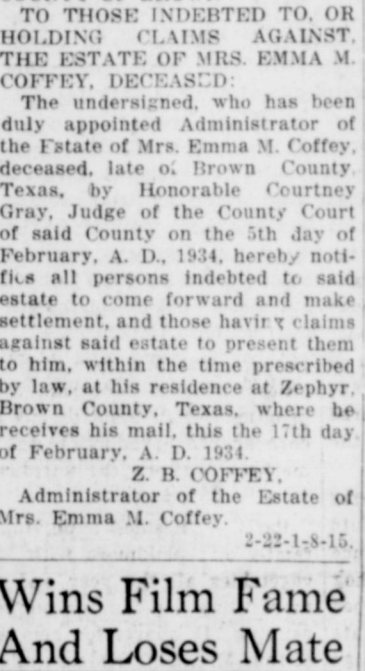 TO THOSE INDEBTED TO, OR
HOLDING CLAIMS AGAINST,
THE ESTATE OF MRS. EMMA M.
COFFEY, DECEASED:
The undersigned, who has been
duly appointed Administrator of
the Estate of Mrs. Emma M. Coffey,
deceased, late of Brown County,
Texas, by Honorable Courtney
Gray, Judge of the County Court
of said County on the 5th day of
February, A. D., 1934, hereby noti-
fies all persons indebted to said
estate to come forward and make
settlement, and those having claims
against said estate to present them
to him, within the time prescribed
by law, at his residence at Zephyr,
Brown County, Texas, where he
receives his mail, this the 17th day
of February, A. D. 1934.
Z. B. COFFEY,
Administrator of the Estate of
Mrs. Emma M. Coffey.
2-22-1-8-15.
Wins Film Fame
And Loses Mate